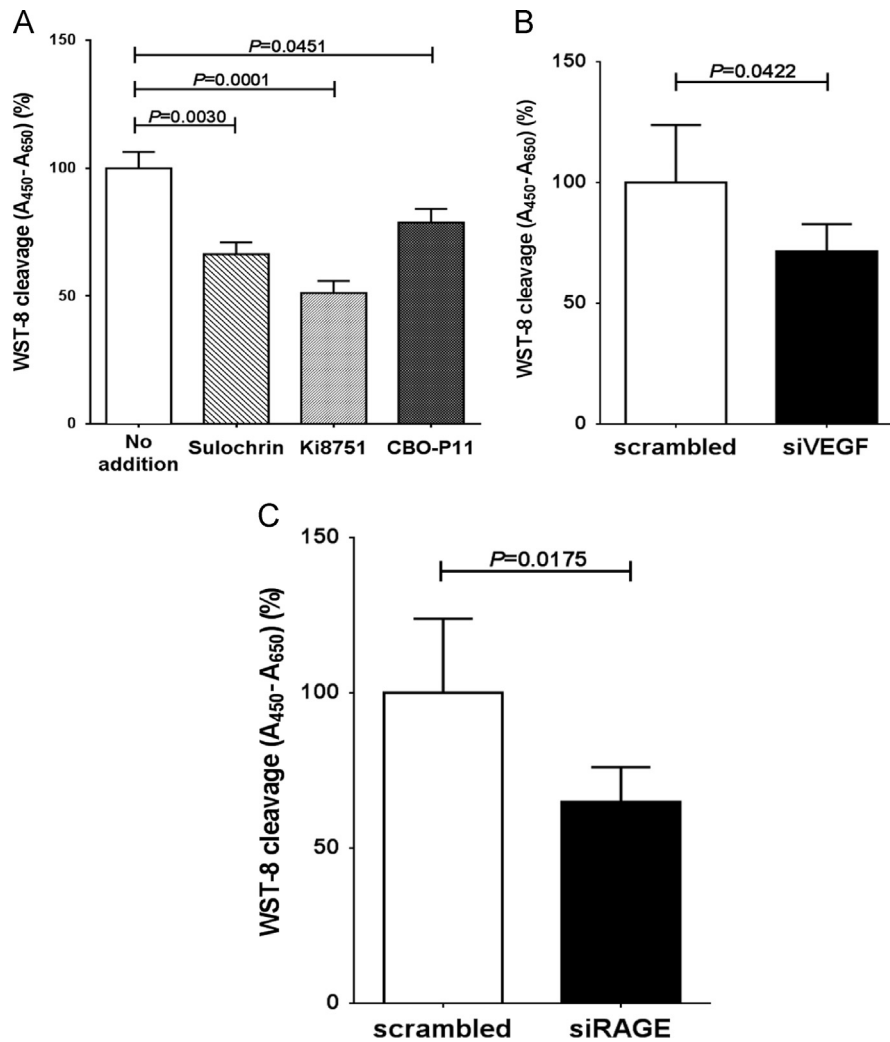 A
WST-8 cleavage (A450-A650) (%)
150
100
50
0
P=0.0451
P=0.0001
P=0.0030
No addition
Sulochrin
Ki8751
CBO-P11
B
WST-8 cleavage (A450-A650) (%)
150
100
50
0
P=0.0422
scrambled
siVEGF
C
WST-8 cleavage (A450-A650) (%)
150
100
50
0
P=0.0175
scrambled
siRAGE